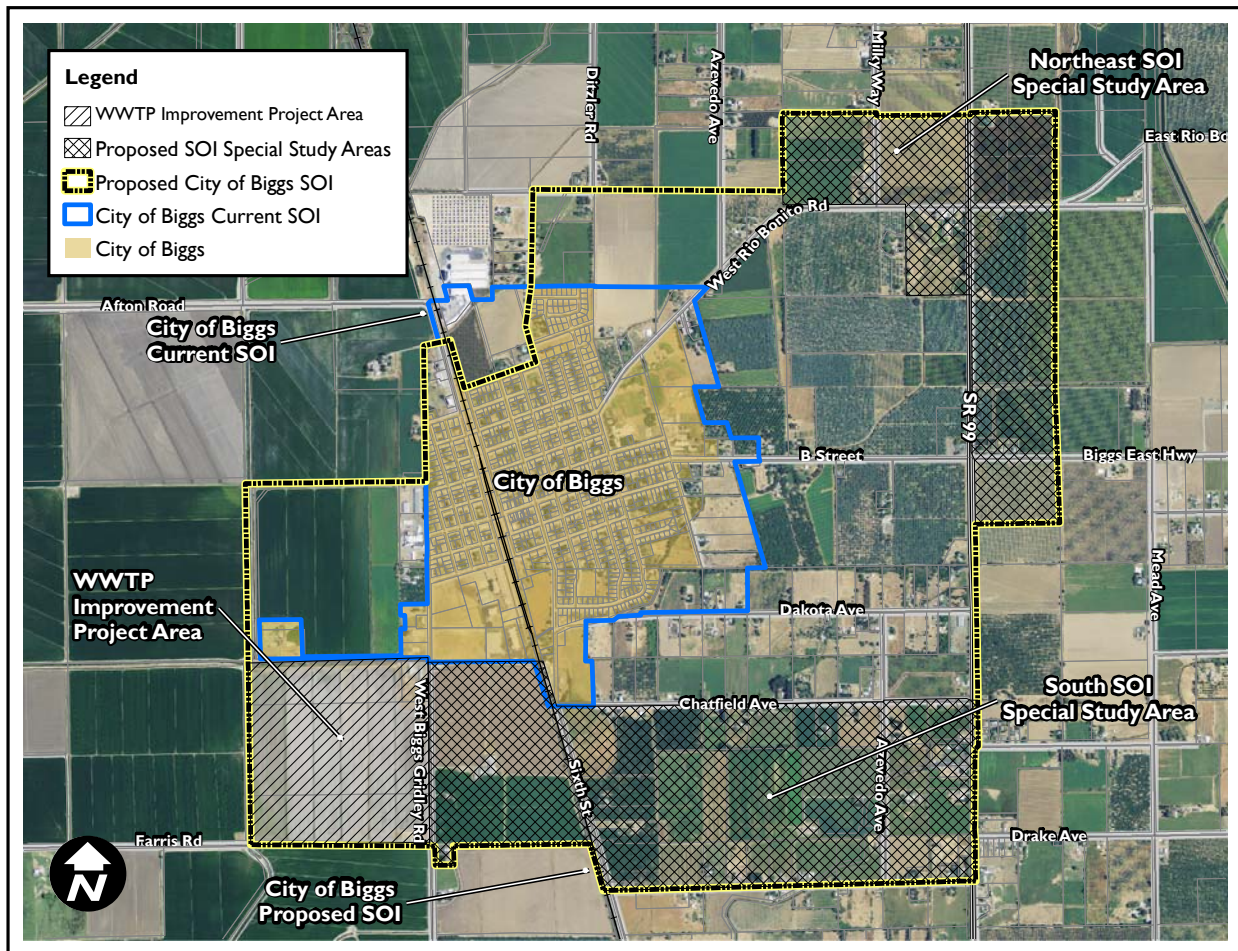 Legend
WWTP Improvement Project Area
Proposed SOI Special Study Areas
Proposed City of Biggs SOI
City of Biggs Current SOI
City of Biggs
Ditzler Rd
Azevedo Ave
Milky Way
Northeast SOI
Special Study Area
East Rio Bo
West Rio Bonito Rd
Afton Road
City of Biggs
Current SOI
SR 99
B Street
Biggs East Hwy
City of Biggs
Mead Ave
WWTP
Improvement
Project Area
Dakota Ave
Chatfield Ave
South SOI
Special Study Area
West Biggs Gridley Rd
Sixth St
Azevedo Ave
Farris Rd
Drake Ave
N
City of Biggs
Proposed SOI